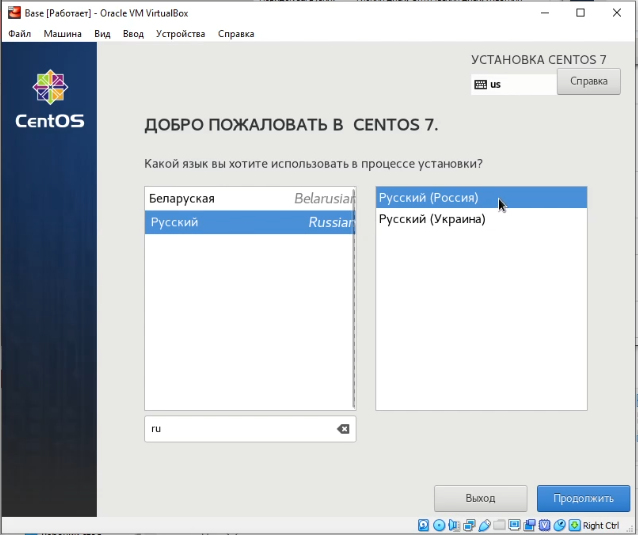 Base [Работает] - Oracle VM VirtualBox
Файл Машина Вид Ввод Устройства Справка
УСТАНОВКА CENTOS 7
us Справка
CentOS
ДОБРО ПОЖАЛОВАТЬ В CENTOS 7.
Какой язык вы хотите использовать в процессе установки?
Беларуская Belarusian
Русский Russian
Русский (Россия)
Русский (Украина)
ru
Выход Продолжить
Right Ctrl